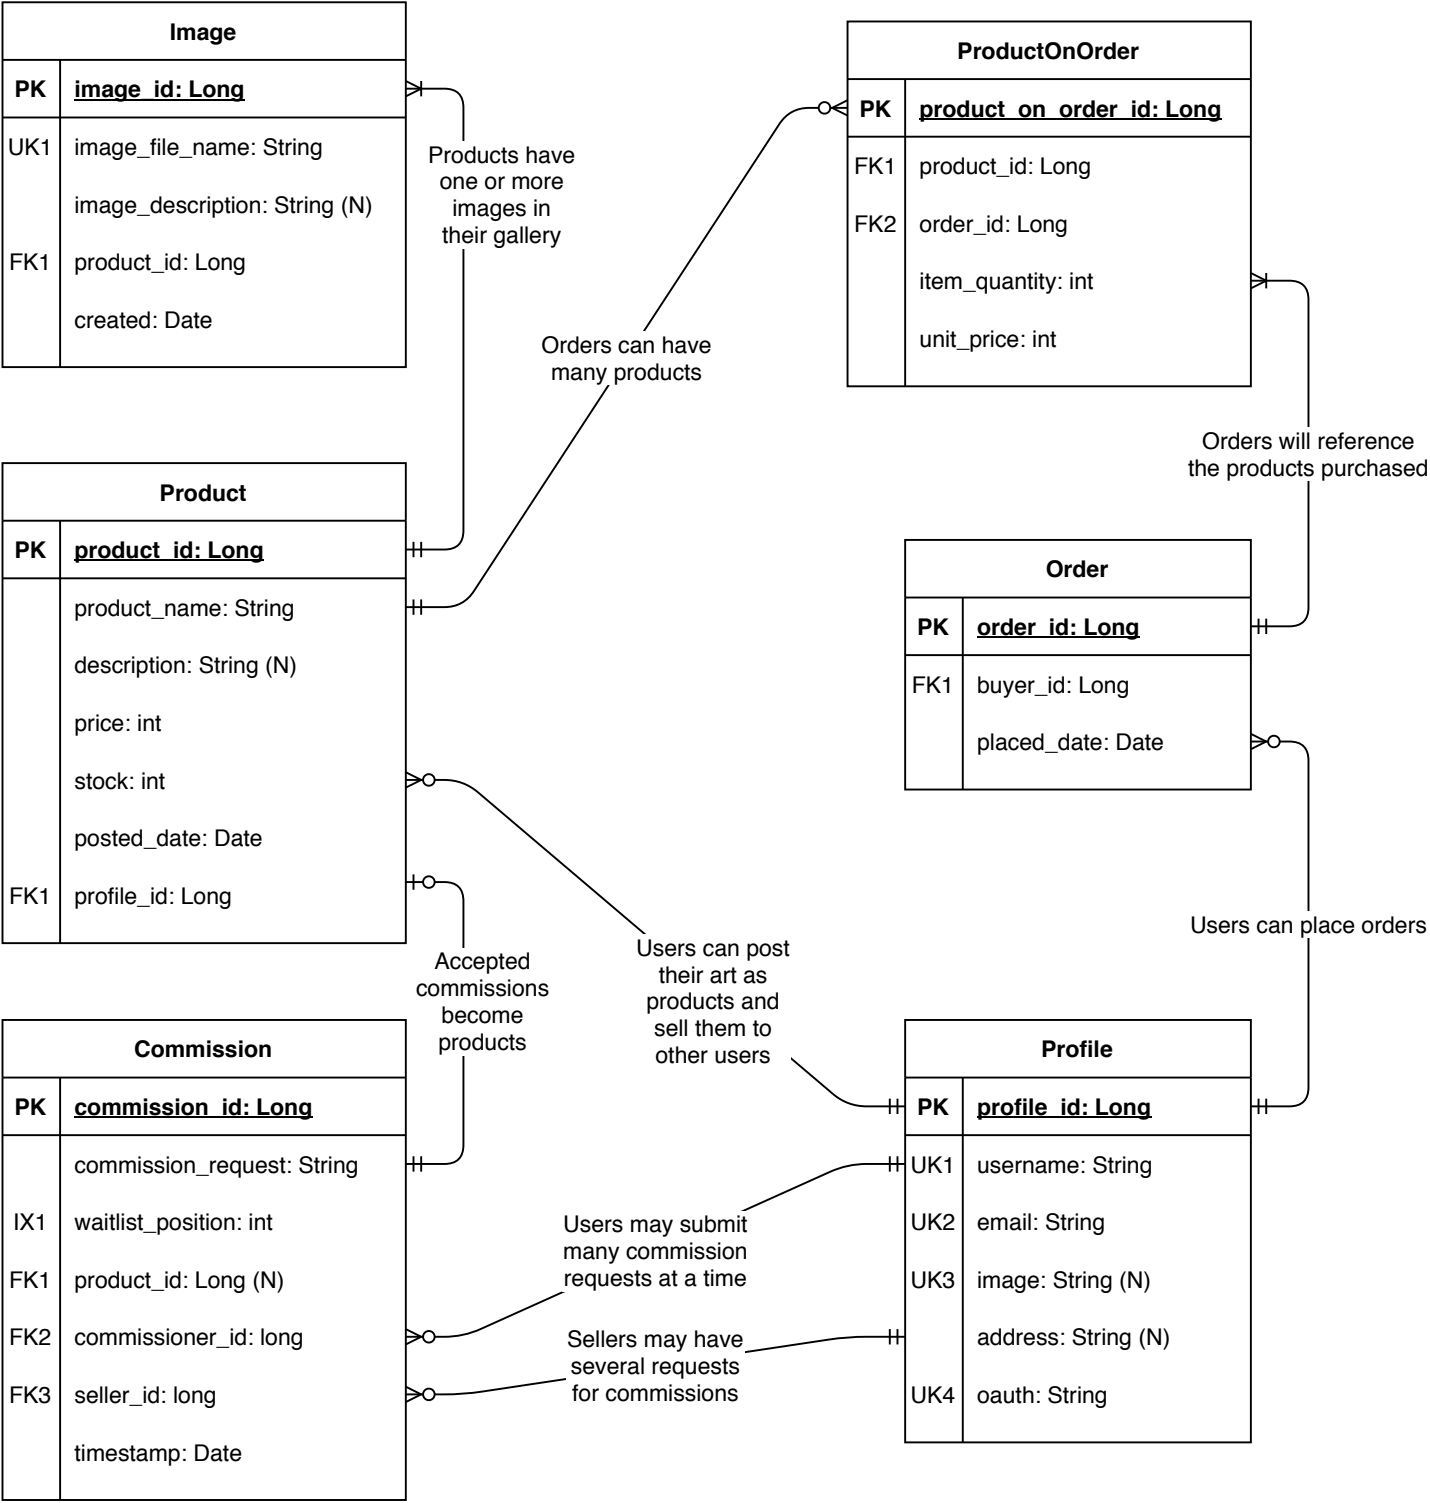 Image
PK image_id: Long
UK1 image_file_name: String
image_description: String (N)
FK1 product_id: Long
created: Date
Products have
one or more
images in
their gallery
ProductOnOrder
PK product_on_order_id: Long
FK1 product_id: Long
FK2 order_id: Long
item_quantity: int
unit_price: int
Orders can have
many products
Orders will reference
the products purchased
Product
PK product_id: Long
product_name: String
description: String (N)
price: int
stock: int
posted_date: Date
FK1 profile_id: Long
Order
PK order_id: Long
FK1 buyer_id: Long
placed_date: Date
Users can place orders
Accepted
commissions
become
products
Users can post
their art as
products and
sell them to
other users
Commission
PK commission_id: Long
commission_request: String
IX1 waitlist_position: int
FK1 product_id: Long (N)
FK2 commissioner_id: long
FK3 seller_id: long
timestamp: Date
Users may submit
many commission
requests at a time
Sellers may have
several requests
for commissions
Profile
PK profile_id: Long
UK1 username: String
UK2 email: String
UK3 image: String (N)
address: String (N)
UK4 oauth: String